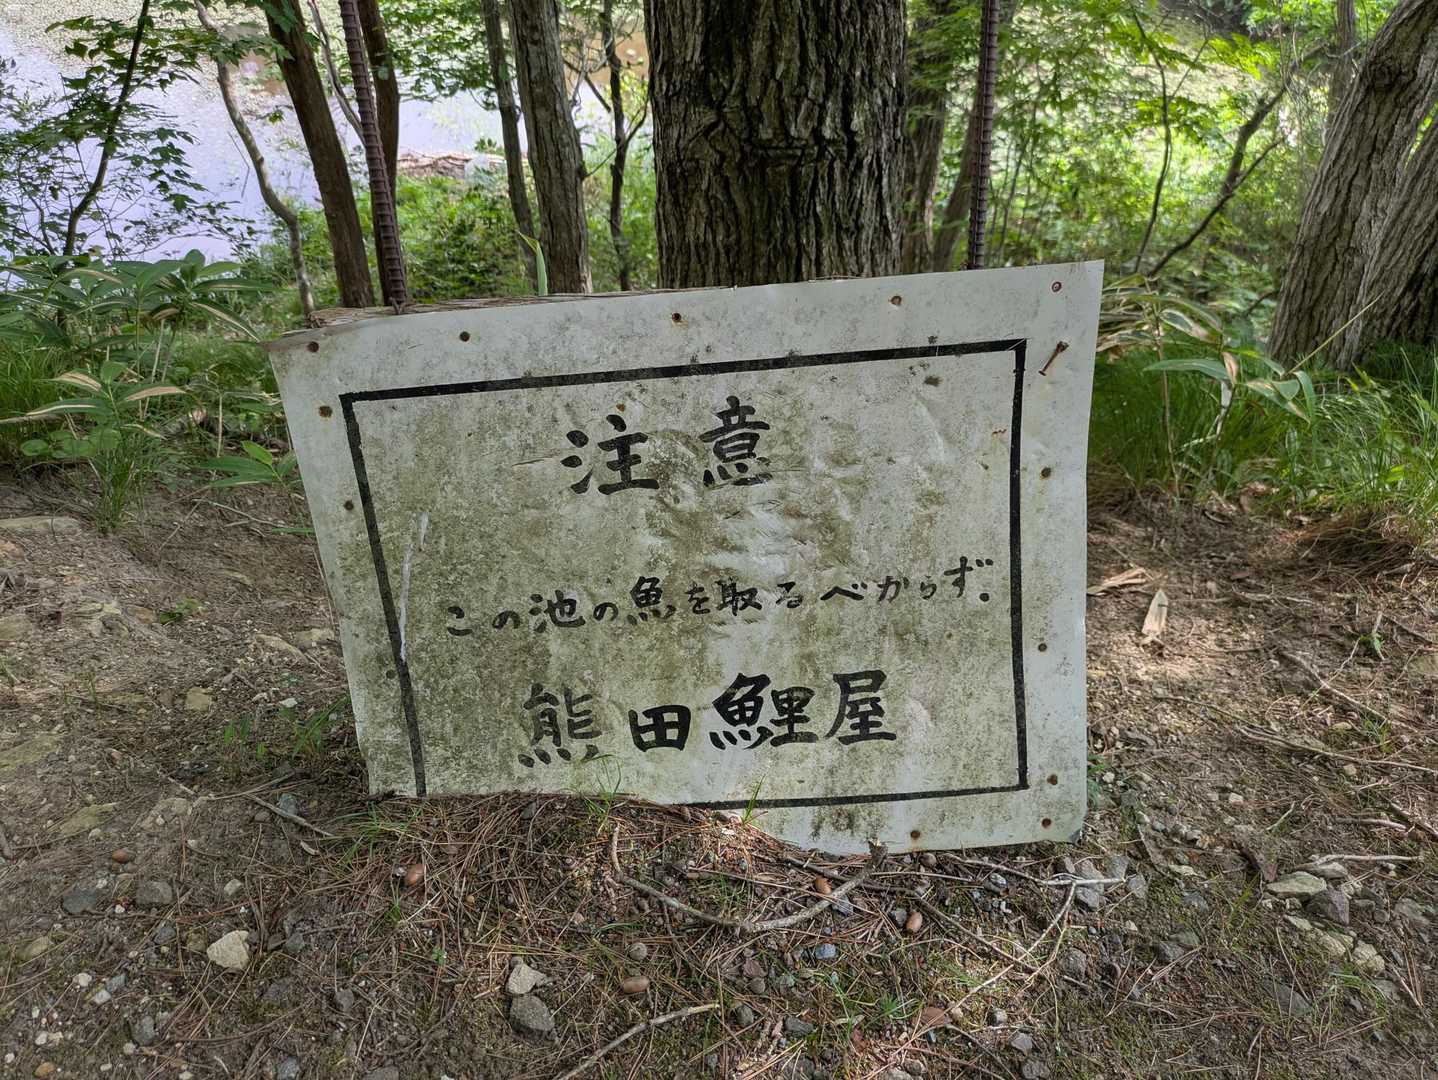 注意
この池の魚を取るべからず。
熊田鯉屋